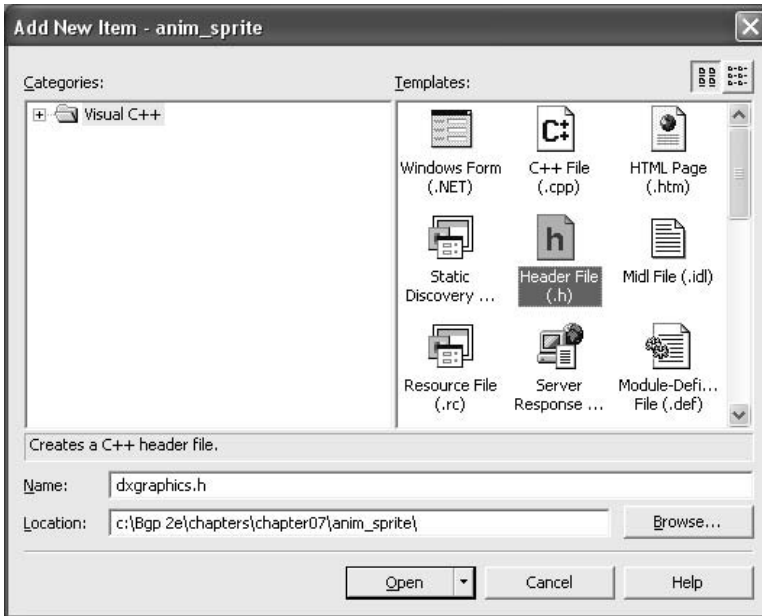 Add New Item - anim_sprite
Categories:
Templates:
Visual C++
Windows Form
(.NET)
C++ File
(.cpp)
HTML Page
(.htm)
Static
Discovery ...
Header File
(.h)
Midl File (.idl)
Resource File
(.rc)
Server
Response ...
Module-Defi...
File (.def)
Creates a C++ header file.
Name:
dxgraphics.h
Location:
c:\Bgp 2e\chapters\chapter07\anim_sprite\
Browse...
Open
Cancel
Help